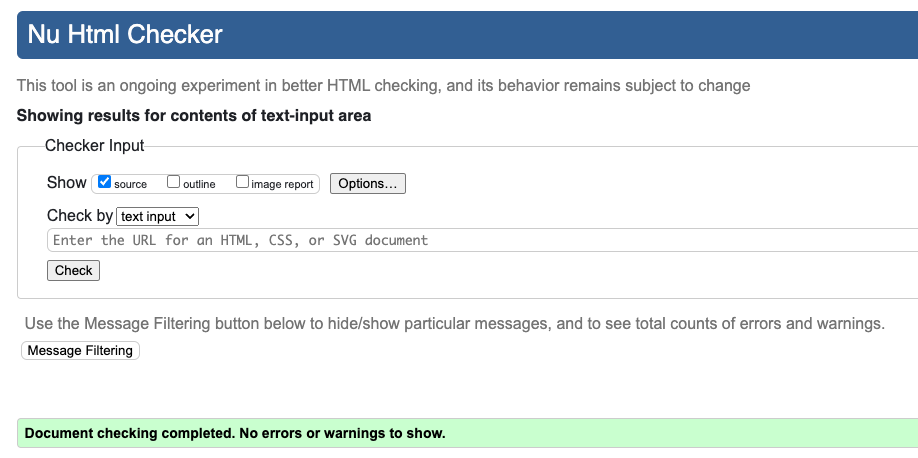 Nu Html Checker
This tool is an ongoing experiment in better HTML checking, and its behavior remains subject to change
Showing results for contents of text-input area
Checker Input
Show source outline image report Options...
Check by text input
Enter the URL for an HTML, CSS, or SVG document
Check
Use the Message Filtering button below to hide/show particular messages, and to see total counts of errors and warnings.
Message Filtering
Document checking completed. No errors or warnings to show.